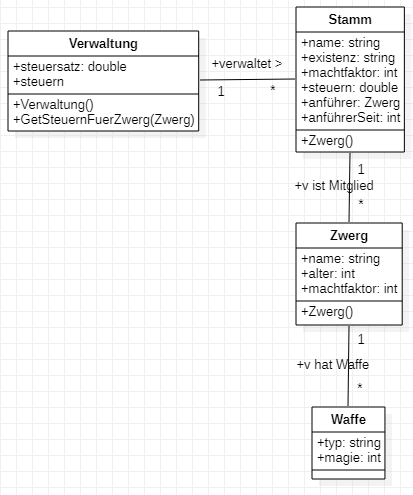 Verwaltung
+steuersatz: double
+steuern
+Verwaltung()
+GetSteuernFuerZwerg(Zwerg)
+verwaltet >
1
*
Stamm
+name: string
+existenz: string
+machtfaktor: int
+steuern: double
+anführer: Zwerg
+anführerSeit: int
+Zwerg()
1
+v ist Mitglied
*
Zwerg
+name: string
+alter: int
+machtfaktor: int
+Zwerg()
1
+v hat Waffe
*
Waffe
+typ: string
+magie: int